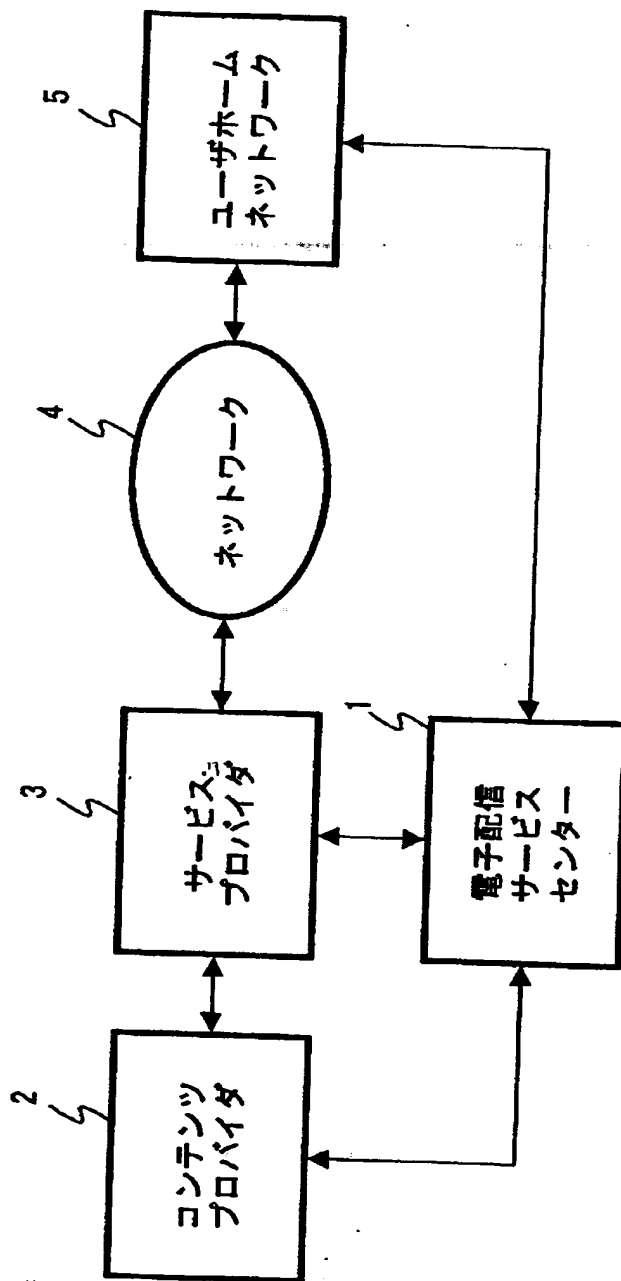 2
コンテンツ
プロバイダ
3
サービス
プロバイダ
4
ネットワーク
5
ユーザホーム
ネットワーク
1
電子配信
サービス
センター